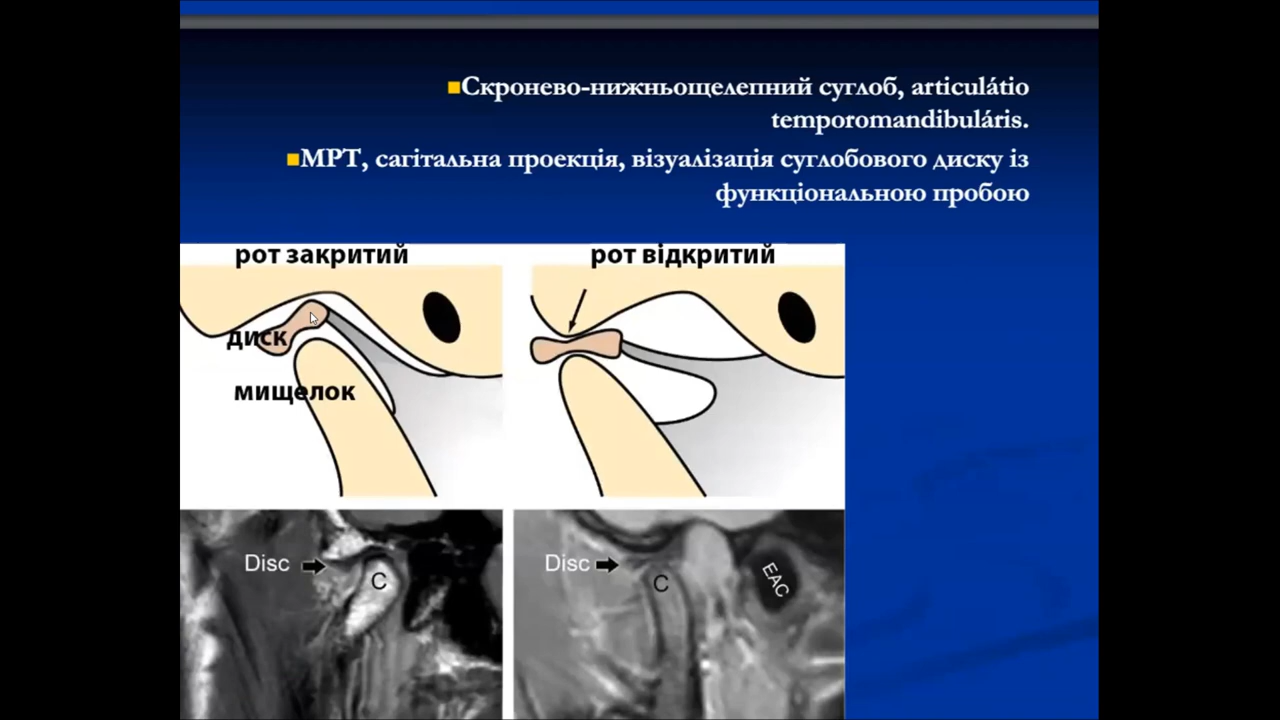 Скронево-нижньощелепний суглоб, articulátio
temporomandibuláris.
МРТ, сагітальна проекція, візуалізація суглобового диску із
функціональною пробою
рот закритий
рот відкритий
диск
мищелок
Disc
C
Disc
C
EAC